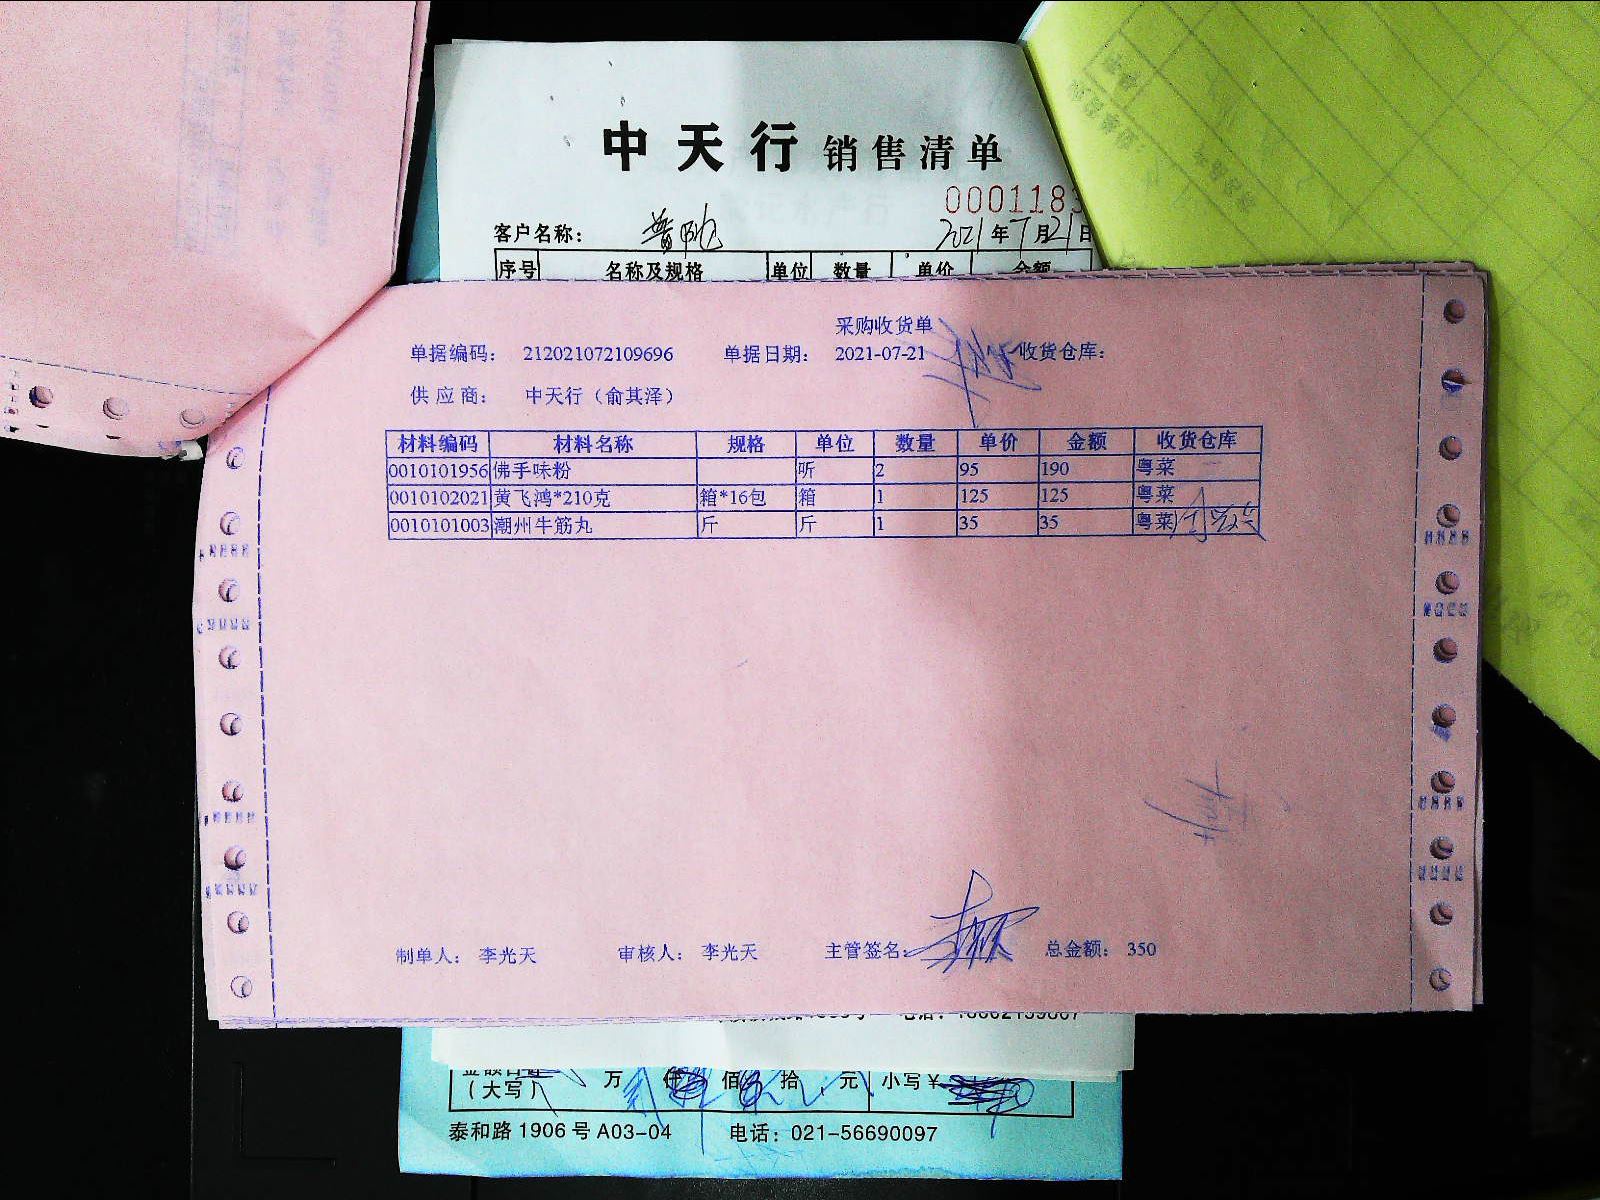 中天行 销售清单
0001183
客户名称： 普陀 2021年7月21日
序号 名称及规格 单位 数量 单价 金额
采购收货单
单据编码： 212021072109696 单据日期： 2021-07-21 收货仓库：
供应商： 中天行（俞其泽）
材料编码 材料名称 规格 单位 数量 单价 金额 收货仓库
0010101956 佛手味粉 听 2 95 190 粤菜
0010102021 黄飞鸿*210克 箱*16包 箱 1 125 125 粤菜
0010101003 潮州牛筋丸 斤 斤 1 35 35 粤菜
制单人： 李光天 审核人： 李光天 主管签名： 总金额： 350
万 仟 佰 拾 元 小写¥
（大写）
泰和路1906号A03-04 电话：021-56690097